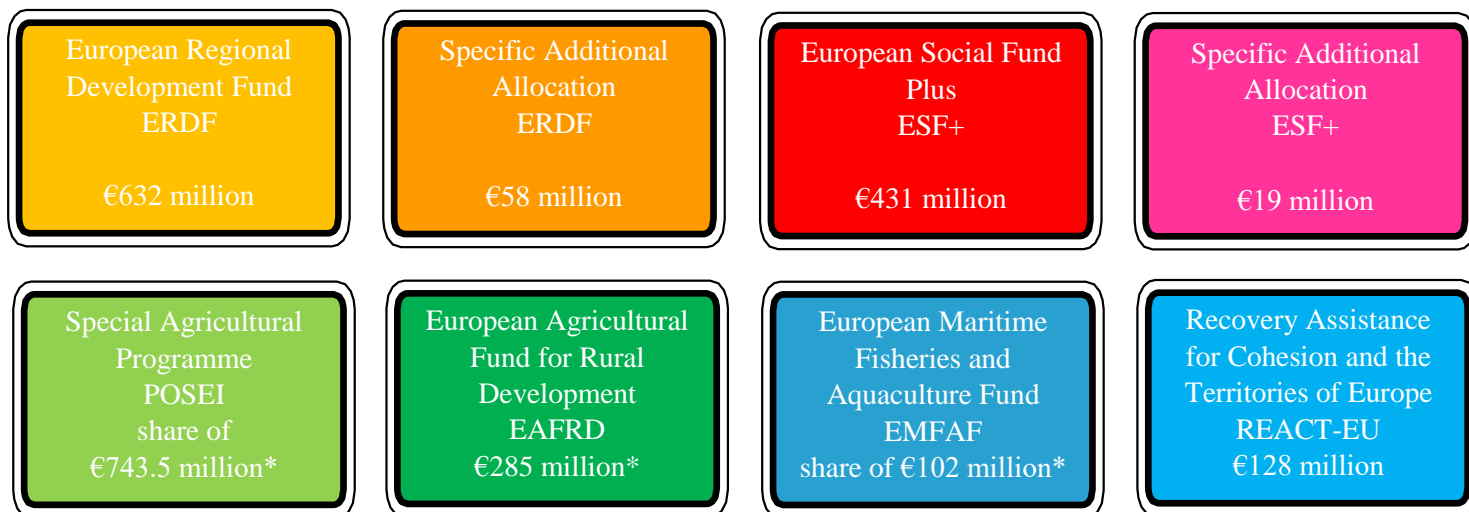 European Regional
Development Fund
ERDF
€632 million
Specific Additional
Allocation
ERDF
€58 million
European Social Fund
Plus
ESF+
€431 million
Specific Additional
Allocation
ESF+
€19 million
Special Agricultural
Programme
POSEI
share of
€743.5 million*
European Agricultural
Fund for Rural
Development
EAFRD
€285 million*
European Maritime
Fisheries and
Aquaculture Fund
EMFAF
share of €102 million*
Recovery Assistance
for Cohesion and the
Territories of Europe
REACT-EU
€128 million